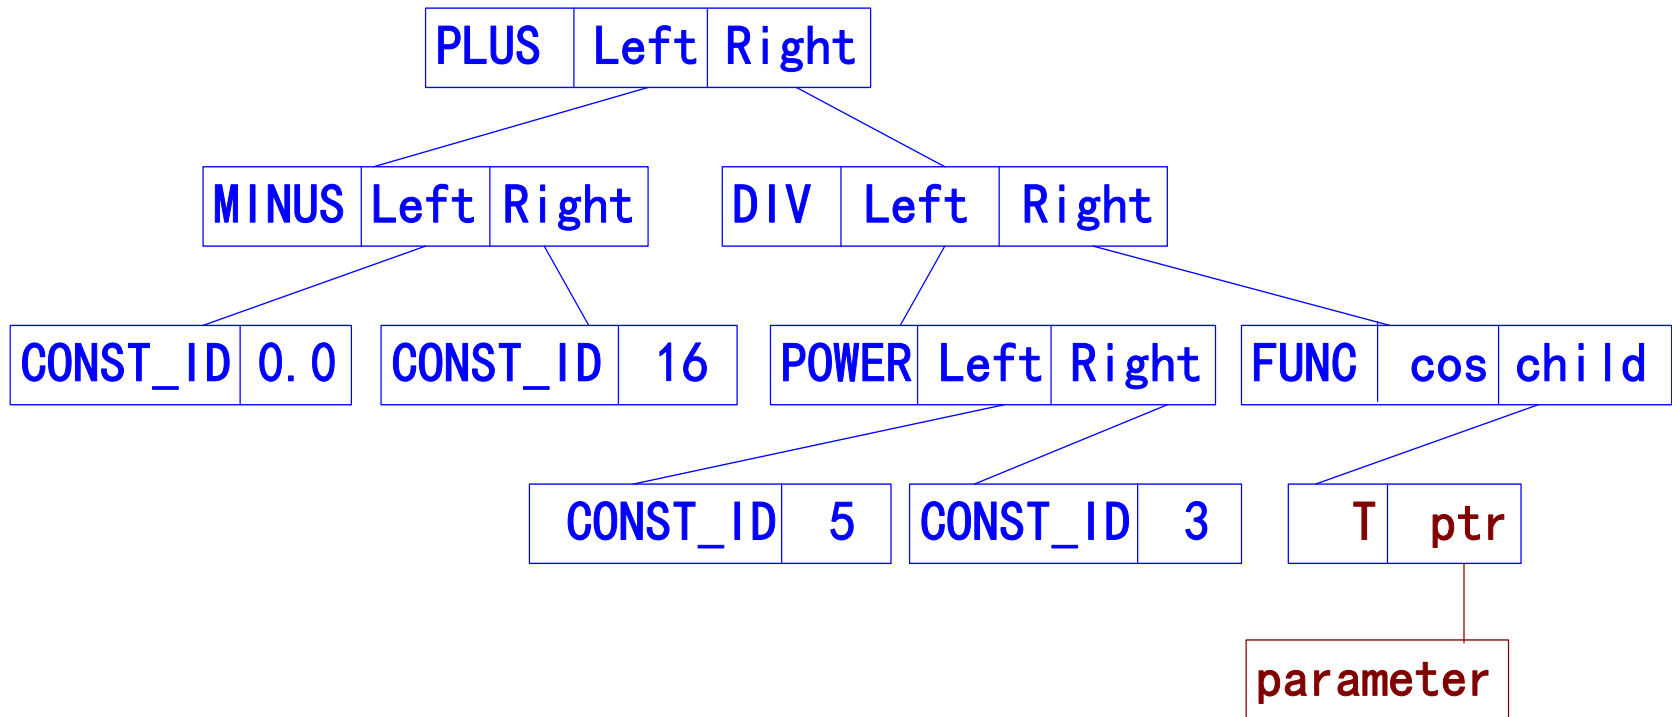 PLUS Left Right
MINUS Left Right DIV Left Right
CONST_ID 0.0 CONST_ID 16 POWER Left Right FUNC cos child
CONST_ID 5 CONST_ID 3 T ptr
parameter